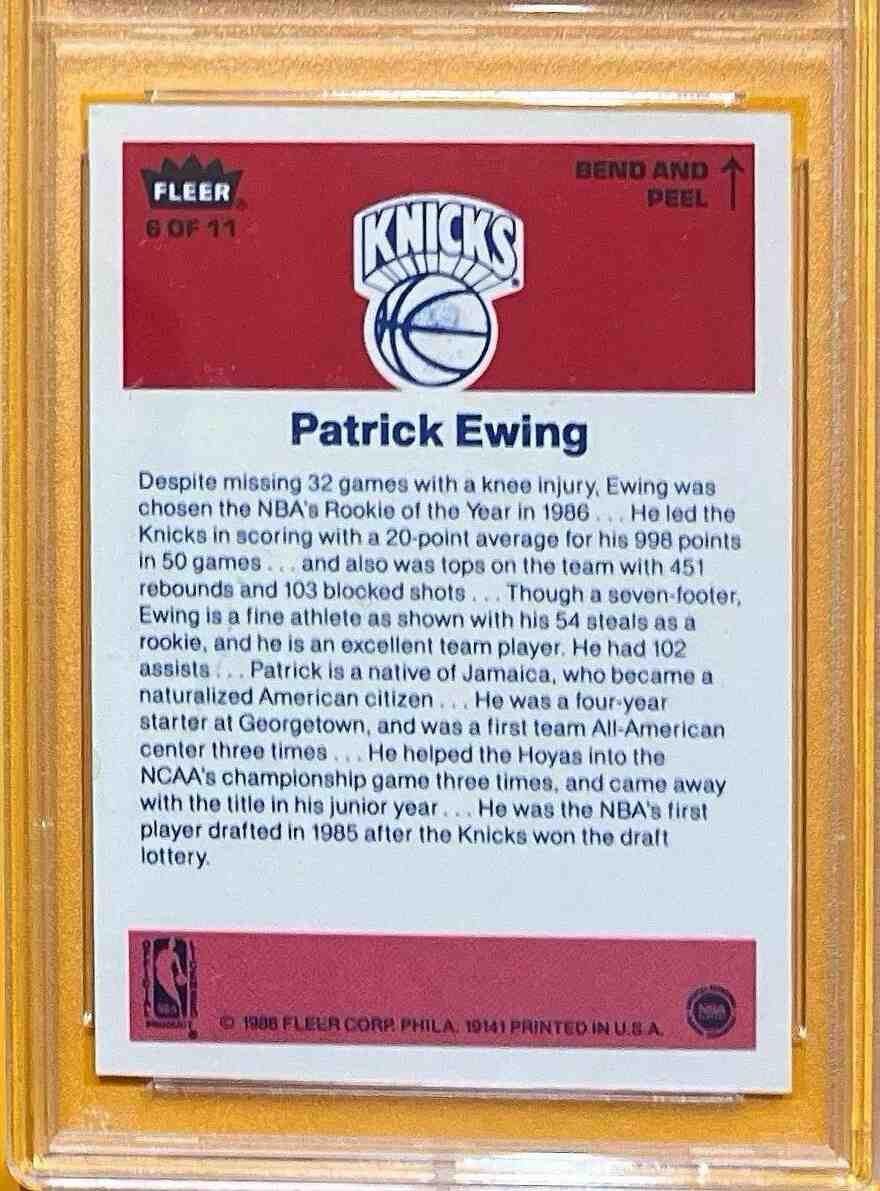 FLEER
6 OF 11
BEND AND
PEEL
KNICKS
Patrick Ewing
Despite missing 32 games with a knee injury, Ewing was
chosen the NBA's Rookie of the Year in 1986 . . . He led the
Knicks in scoring with a 20-point average for his 998 points
in 50 games . . . and also was tops on the team with 451
rebounds and 103 blocked shots . . . Though a seven-footer,
Ewing is a fine athlete as shown with his 54 steals as a
rookie, and he is an excellent team player. He had 102
assists . . . Patrick is a native of Jamaica, who became a
naturalized American citizen . . . He was a four-year
starter at Georgetown, and was a first team All-American
center three times . . . He helped the Hoyas into the
NCAA's championship game three times, and came away
with the title in his junior year . . . He was the NBA's first
player drafted in 1985 after the Knicks won the draft
lottery.
OFFICIAL
LICENSED
NBA
PRODUCT
© 1986 FLEER CORP. PHILA. 19141 PRINTED IN U.S.A.